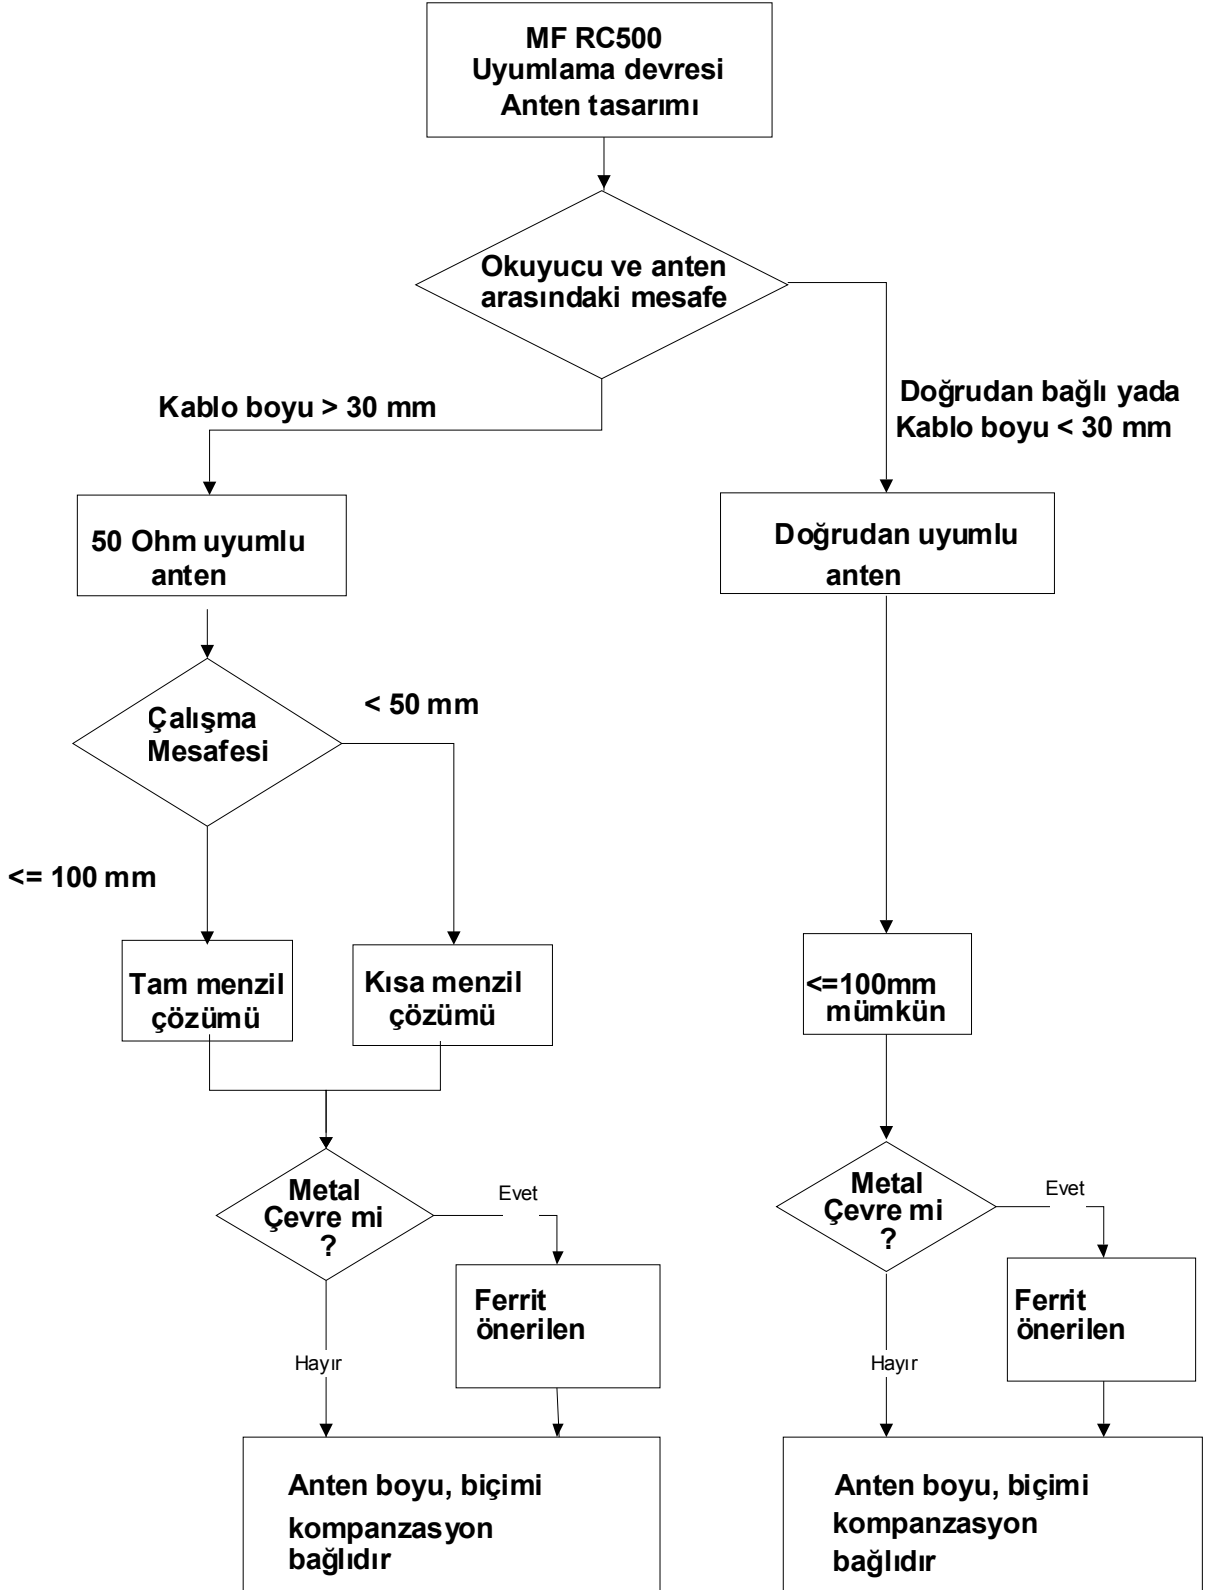 MF RC500
Uyumlama devresi
Anten tasarımı
Okuyucu ve anten
arasındaki mesafe
Kablo boyu > 30 mm
Doğrudan bağlı yada
Kablo boyu < 30 mm
50 Ohm uyumlu
anten
Doğrudan uyumlu
anten
Çalışma
Mesafesi
< 50 mm
<= 100 mm
Tam menzil
çözümü
Kısa menzil
çözümü
<=100mm
mümkün
Metal
Çevre mi
?
Evet
Ferrit
önerilen
Hayır
Metal
Çevre mi
?
Evet
Ferrit
önerilen
Hayır
Anten boyu, biçimi
kompanzasyon
bağlıdır
Anten boyu, biçimi
kompanzasyon
bağlıdır